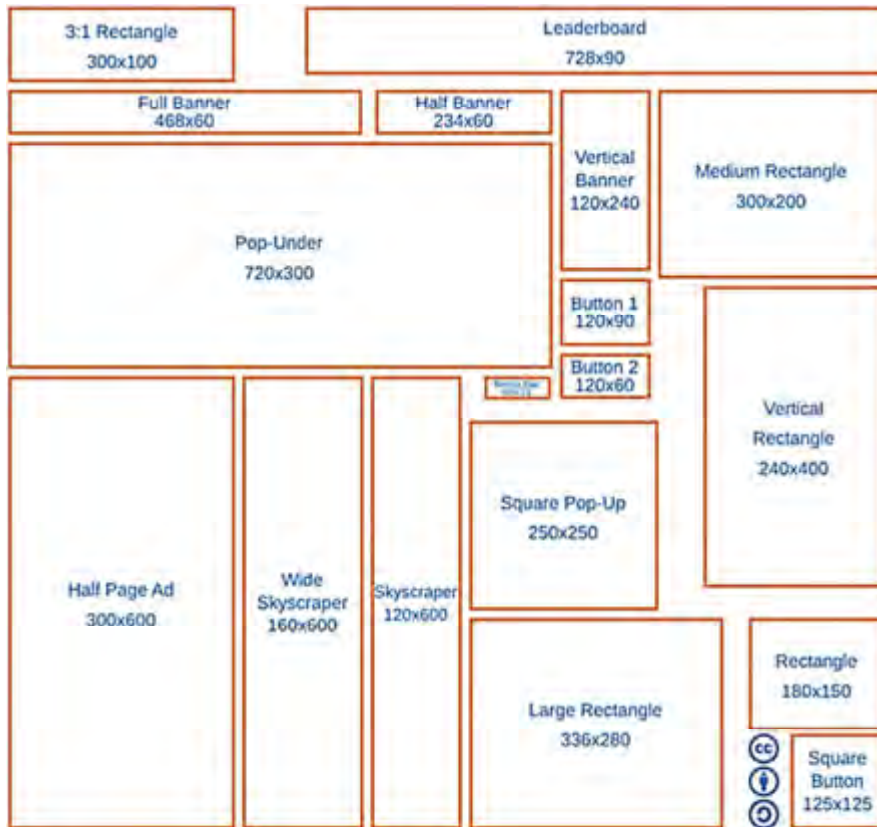 3:1 Rectangle
300x100
Leaderboard
728x90
Full Banner
468x60
Half Banner
234x60
Vertical
Banner
120x240
Medium Rectangle
300x200
Pop-Under
720x300
Button 1
120x90
Button 2
120x60
Vertical
Rectangle
240x400
Square Pop-Up
250x250
Half Page Ad
300x600
Wide
Skyscraper
160x600
Skyscraper
120x600
Rectangle
180x150
Large Rectangle
336x280
cc
Square
Button
125x125